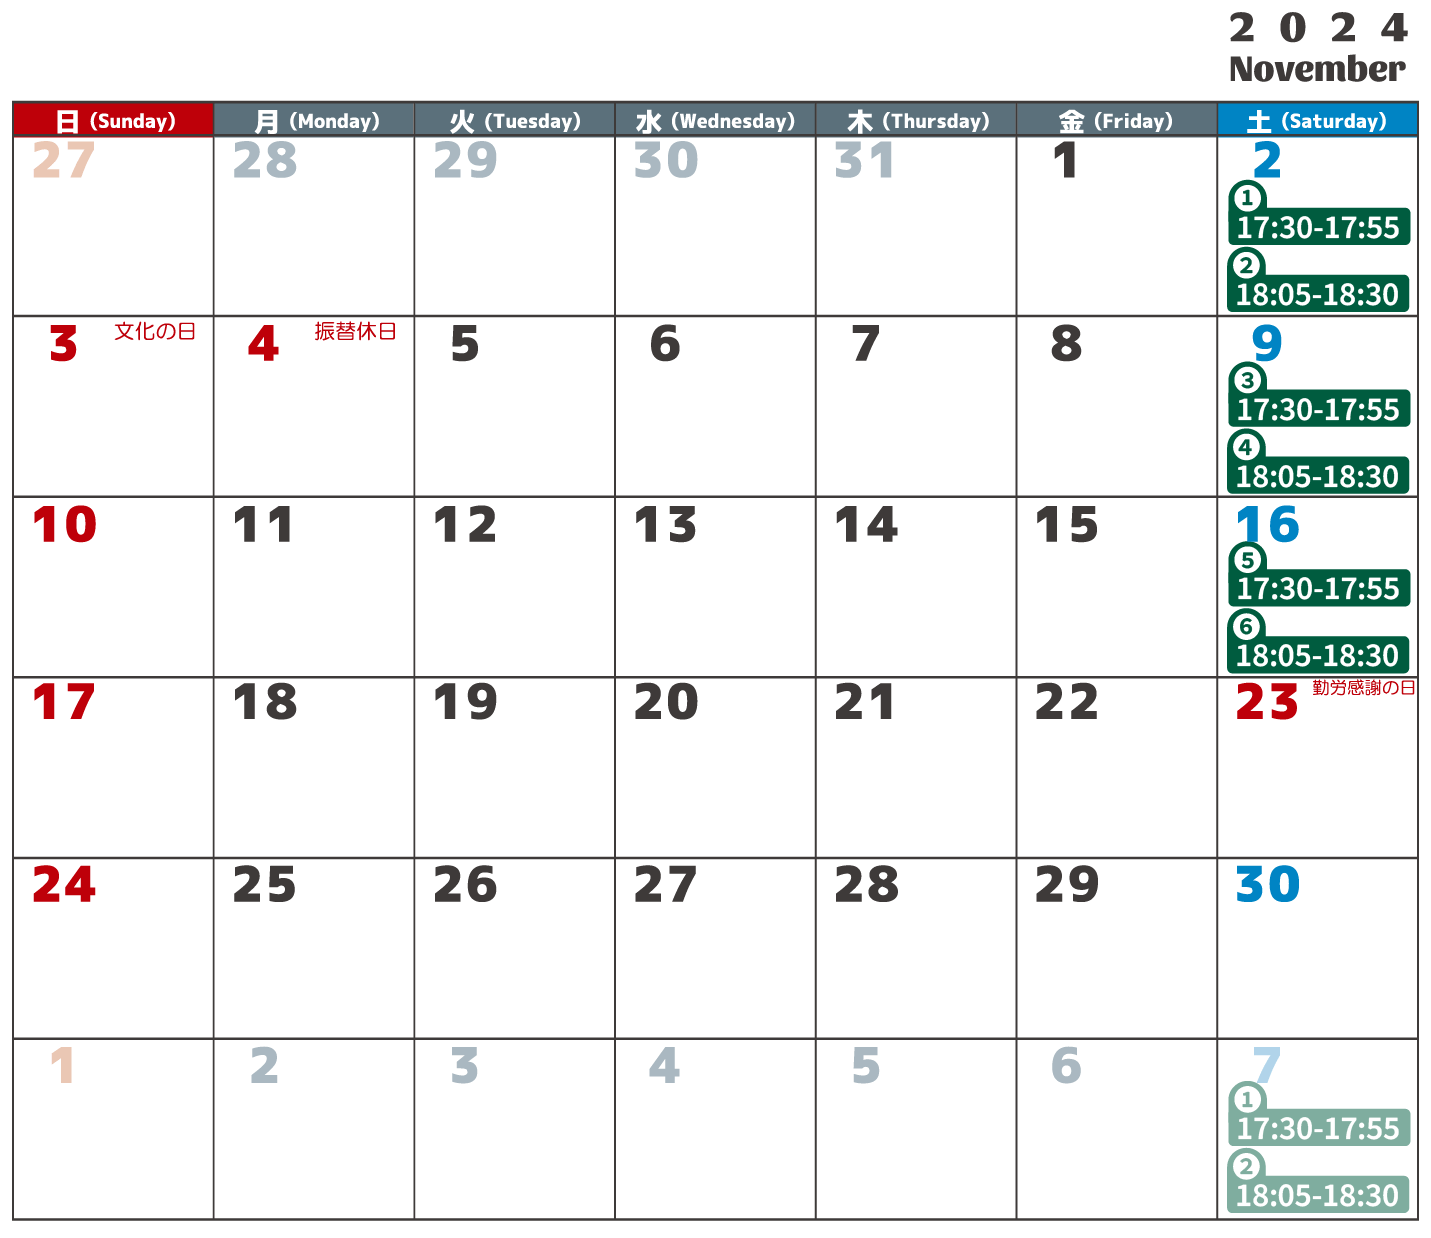 2 0 2 4
November
日 (Sunday) 月 (Monday) 火 (Tuesday) 水 (Wednesday) 木 (Thursday) 金 (Friday) 土 (Saturday)
27 28 29 30 31 1 2
1
17:30-17:55
2
18:05-18:30
3 文化の日 4 振替休日 5 6 7 8 9
3
17:30-17:55
4
18:05-18:30
10 11 12 13 14 15 16
5
17:30-17:55
6
18:05-18:30
17 18 19 20 21 22 23 勤労感謝の日
24 25 26 27 28 29 30
1 2 3 4 5 6 7
1
17:30-17:55
2
18:05-18:30